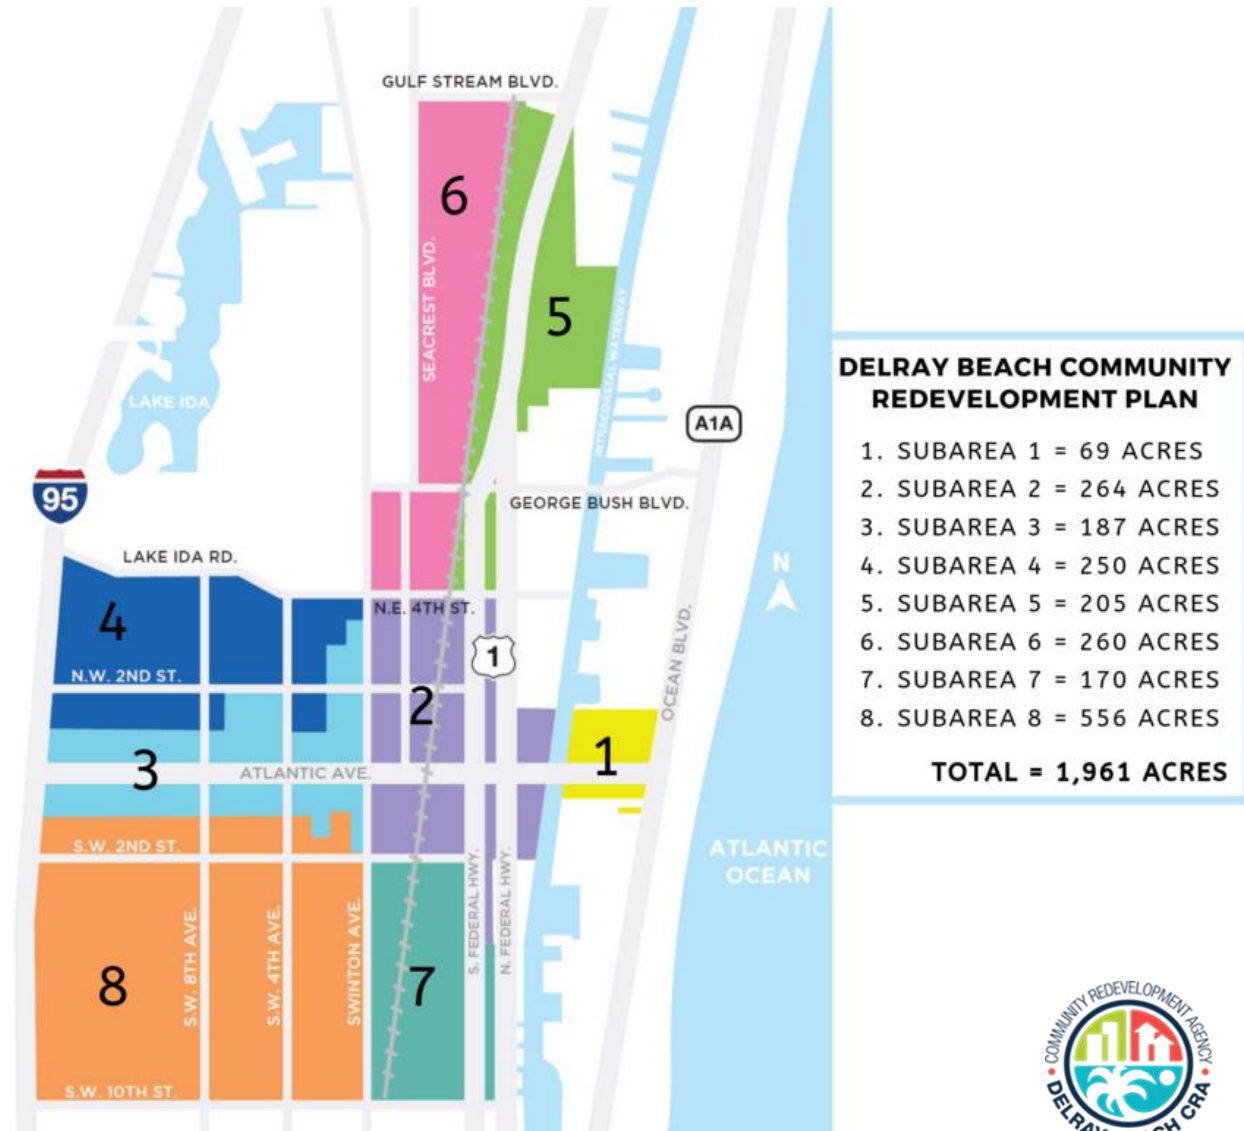 GULF STREAM BLVD.
6
SEACREST BLVD.
5
INTRACOASTAL WATERWAY
LAKE IDA
A1A
95
GEORGE BUSH BLVD.
LAKE IDA RD.
N
4
N.E. 4TH ST.
1
OCEAN BLVD.
N.W. 2ND ST.
2
3
ATLANTIC AVE.
1
S.W. 2ND ST.
ATLANTIC
OCEAN
S. FEDERAL HWY.
N. FEDERAL HWY.
S.W. 8TH AVE.
S.W. 4TH AVE.
SWINTON AVE.
8
7
S.W. 10TH ST.
DELRAY BEACH COMMUNITY
REDEVELOPMENT PLAN
1. SUBAREA 1 = 69 ACRES
2. SUBAREA 2 = 264 ACRES
3. SUBAREA 3 = 187 ACRES
4. SUBAREA 4 = 250 ACRES
5. SUBAREA 5 = 205 ACRES
6. SUBAREA 6 = 260 ACRES
7. SUBAREA 7 = 170 ACRES
8. SUBAREA 8 = 556 ACRES
TOTAL = 1,961 ACRES
COMMUNITY REDEVELOPMENT AGENCY
DELRAY BEACH CRA